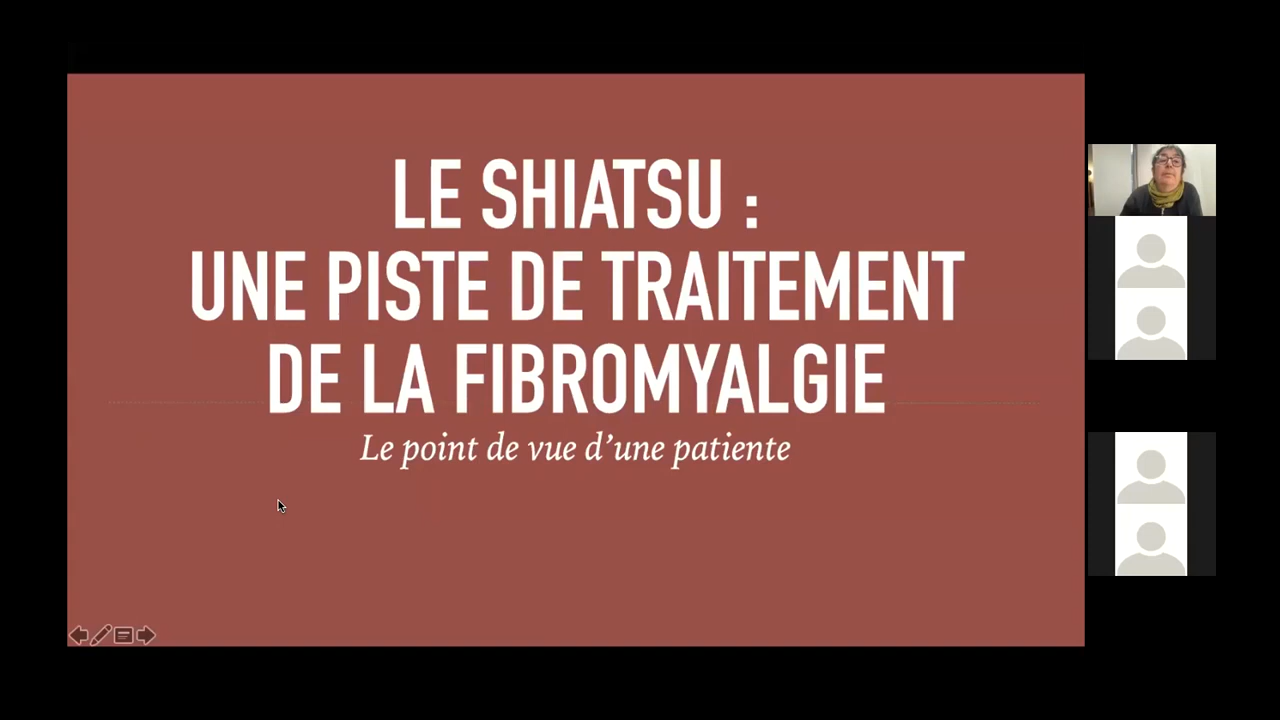 LE SHIATSU :
UNE PISTE DE TRAITEMENT
DE LA FIBROMYALGIE
Le point de vue d’une patiente